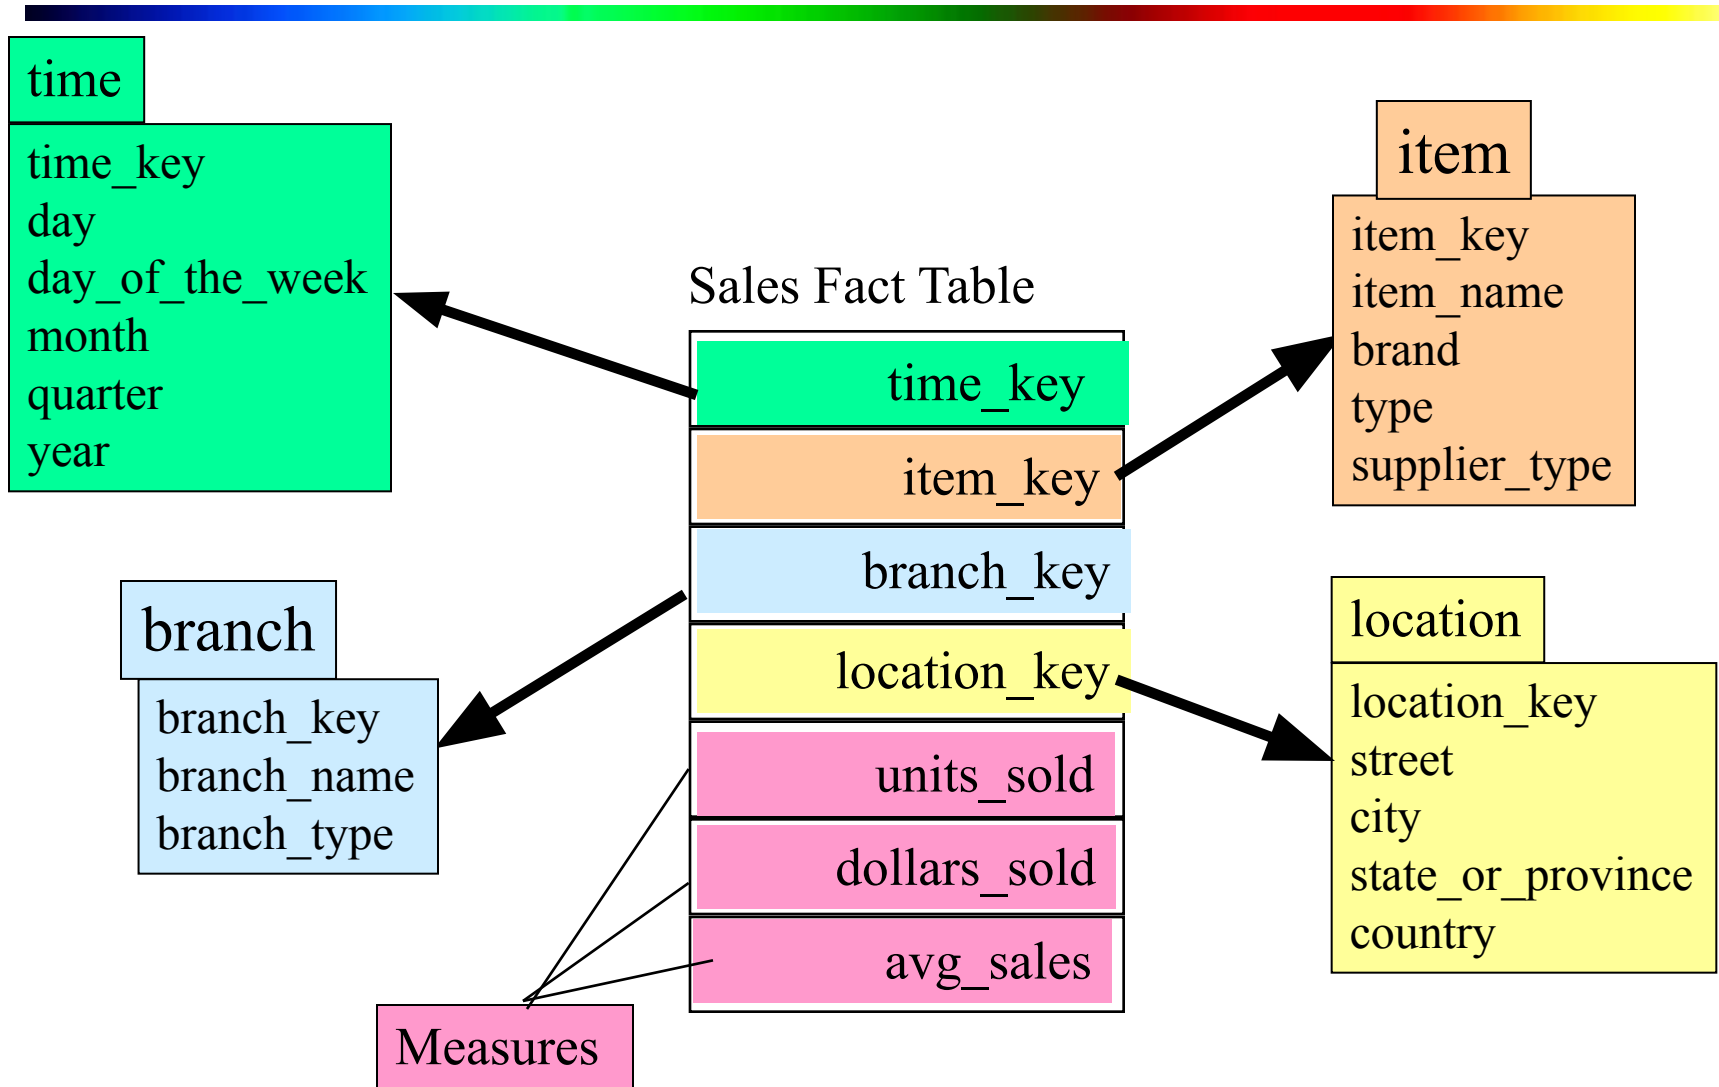 time
time_key
day
day_of_the_week
month
quarter
year
item
item_key
item_name
brand
type
supplier_type
Sales Fact Table
time_key
item_key
branch_key
location_key
units_sold
dollars_sold
avg_sales
branch
branch_key
branch_name
branch_type
location
location_key
street
city
state_or_province
country
Measures